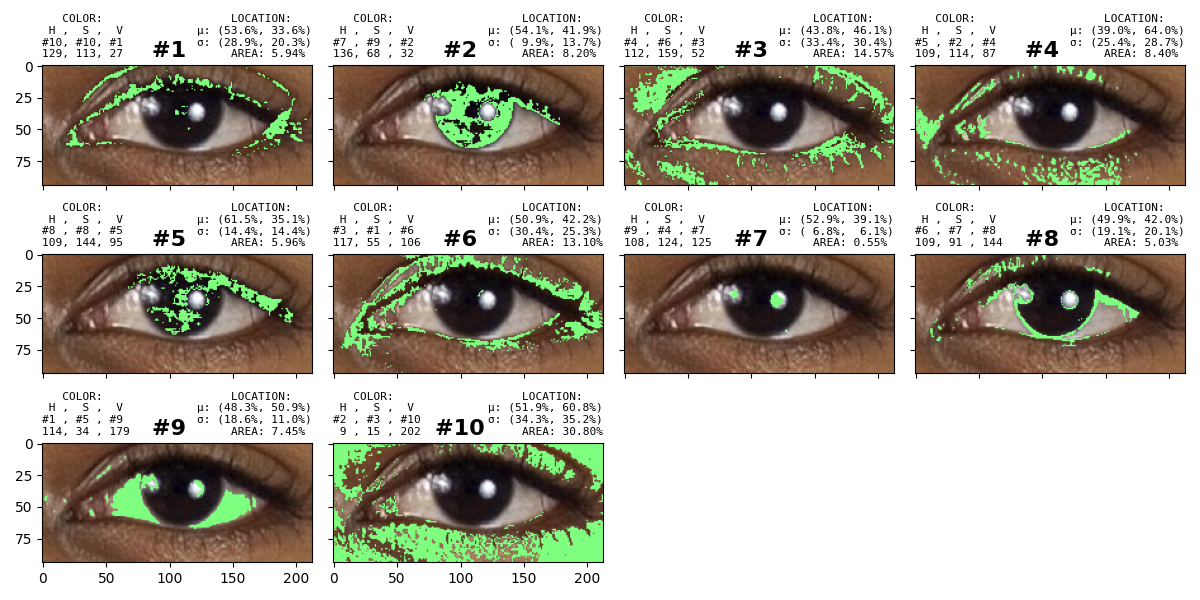 COLOR: LOCATION:
H , S , V μ: (53.6%, 33.6%)
#10, #10, #1 σ: (28.9%, 20.3%)
129, 113, 27 #1 AREA: 5.94%
COLOR: LOCATION:
H , S , V μ: (54.1%, 41.9%)
#7 , #9 , #2 σ: ( 9.9%, 13.7%)
136, 68 , 32 #2 AREA: 8.20%
COLOR: LOCATION:
H , S , V μ: (43.8%, 46.1%)
#4 , #6 , #3 σ: (33.4%, 30.4%)
112, 159, 52 #3 AREA: 14.57%
COLOR: LOCATION:
H , S , V μ: (39.0%, 64.0%)
#5 , #2 , #4 σ: (25.4%, 28.7%)
109, 114, 87 #4 AREA: 8.40%
0
25
50
75
COLOR: LOCATION:
H , S , V μ: (61.5%, 35.1%)
#8 , #8 , #5 σ: (14.4%, 14.4%)
109, 144, 95 #5 AREA: 5.96%
COLOR: LOCATION:
H , S , V μ: (50.9%, 42.2%)
#3 , #1 , #6 σ: (30.4%, 25.3%)
117, 55 , 106 #6 AREA: 13.10%
COLOR: LOCATION:
H , S , V μ: (52.9%, 39.1%)
#9 , #4 , #7 σ: ( 6.8%, 6.1%)
108, 124, 125 #7 AREA: 0.55%
COLOR: LOCATION:
H , S , V μ: (49.9%, 42.0%)
#6 , #7 , #8 σ: (19.1%, 20.1%)
109, 91 , 144 #8 AREA: 5.03%
0
25
50
75
COLOR: LOCATION:
H , S , V μ: (48.3%, 50.9%)
#1 , #5 , #9 σ: (18.6%, 11.0%)
114, 34 , 179 #9 AREA: 7.45%
COLOR: LOCATION:
H , S , V μ: (51.9%, 60.8%)
#2 , #3 , #10 σ: (34.3%, 35.2%)
9 , 15 , 202 #10 AREA: 30.80%
0
25
50
75
0 50 100 150 200
0 50 100 150 200